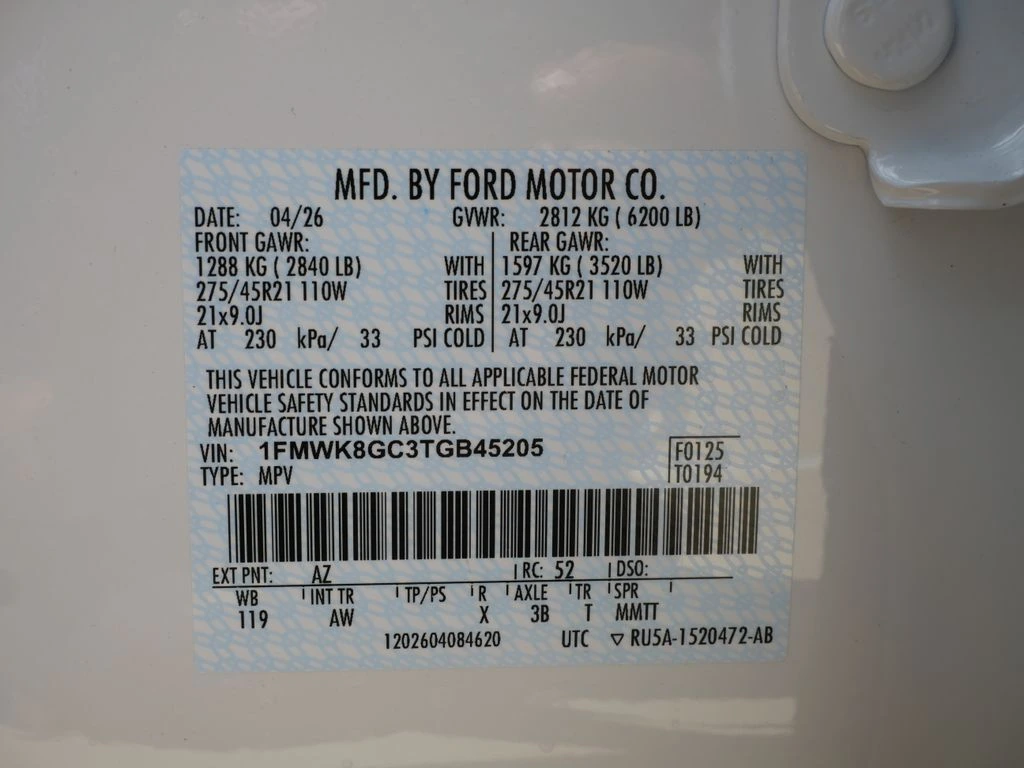 MFD. BY FORD MOTOR CO.
DATE: 04/26 GVWR: 2812 KG ( 6200 LB)
FRONT GAWR: REAR GAWR:
1288 KG ( 2840 LB) WITH 1597 KG ( 3520 LB) WITH
275/45R21 110W TIRES 275/45R21 110W TIRES
21x9.0J RIMS 21x9.0J RIMS
AT 230 kPa/ 33 PSI COLD AT 230 kPa/ 33 PSI COLD
THIS VEHICLE CONFORMS TO ALL APPLICABLE FEDERAL MOTOR
VEHICLE SAFETY STANDARDS IN EFFECT ON THE DATE OF
MANUFACTURE SHOWN ABOVE.
VIN: 1FMWK8GC3TGB45205 F0125
TYPE: MPV T0194
EXT PNT: AZ RC: 52 DSO:
WB INT TR TP/PS R AXLE TR SPR
119 AW X 3B T MMTT
1202604084620 UTC ▽ RU5A-1520472-AB